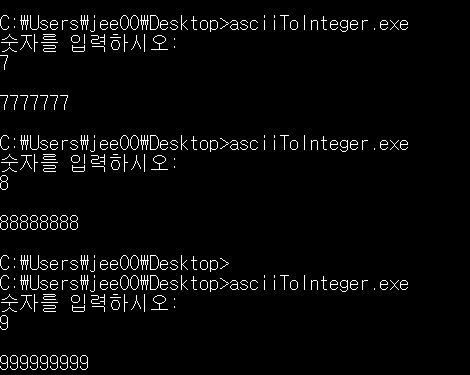 C:₩Users₩jee00₩Desktop>asciiToInteger.exe
숫자를 입력하시오:
7
7777777
C:₩Users₩jee00₩Desktop>asciiToInteger.exe
숫자를 입력하시오:
8
88888888
C:₩Users₩jee00₩Desktop>
C:₩Users₩jee00₩Desktop>asciiToInteger.exe
숫자를 입력하시오:
9
999999999